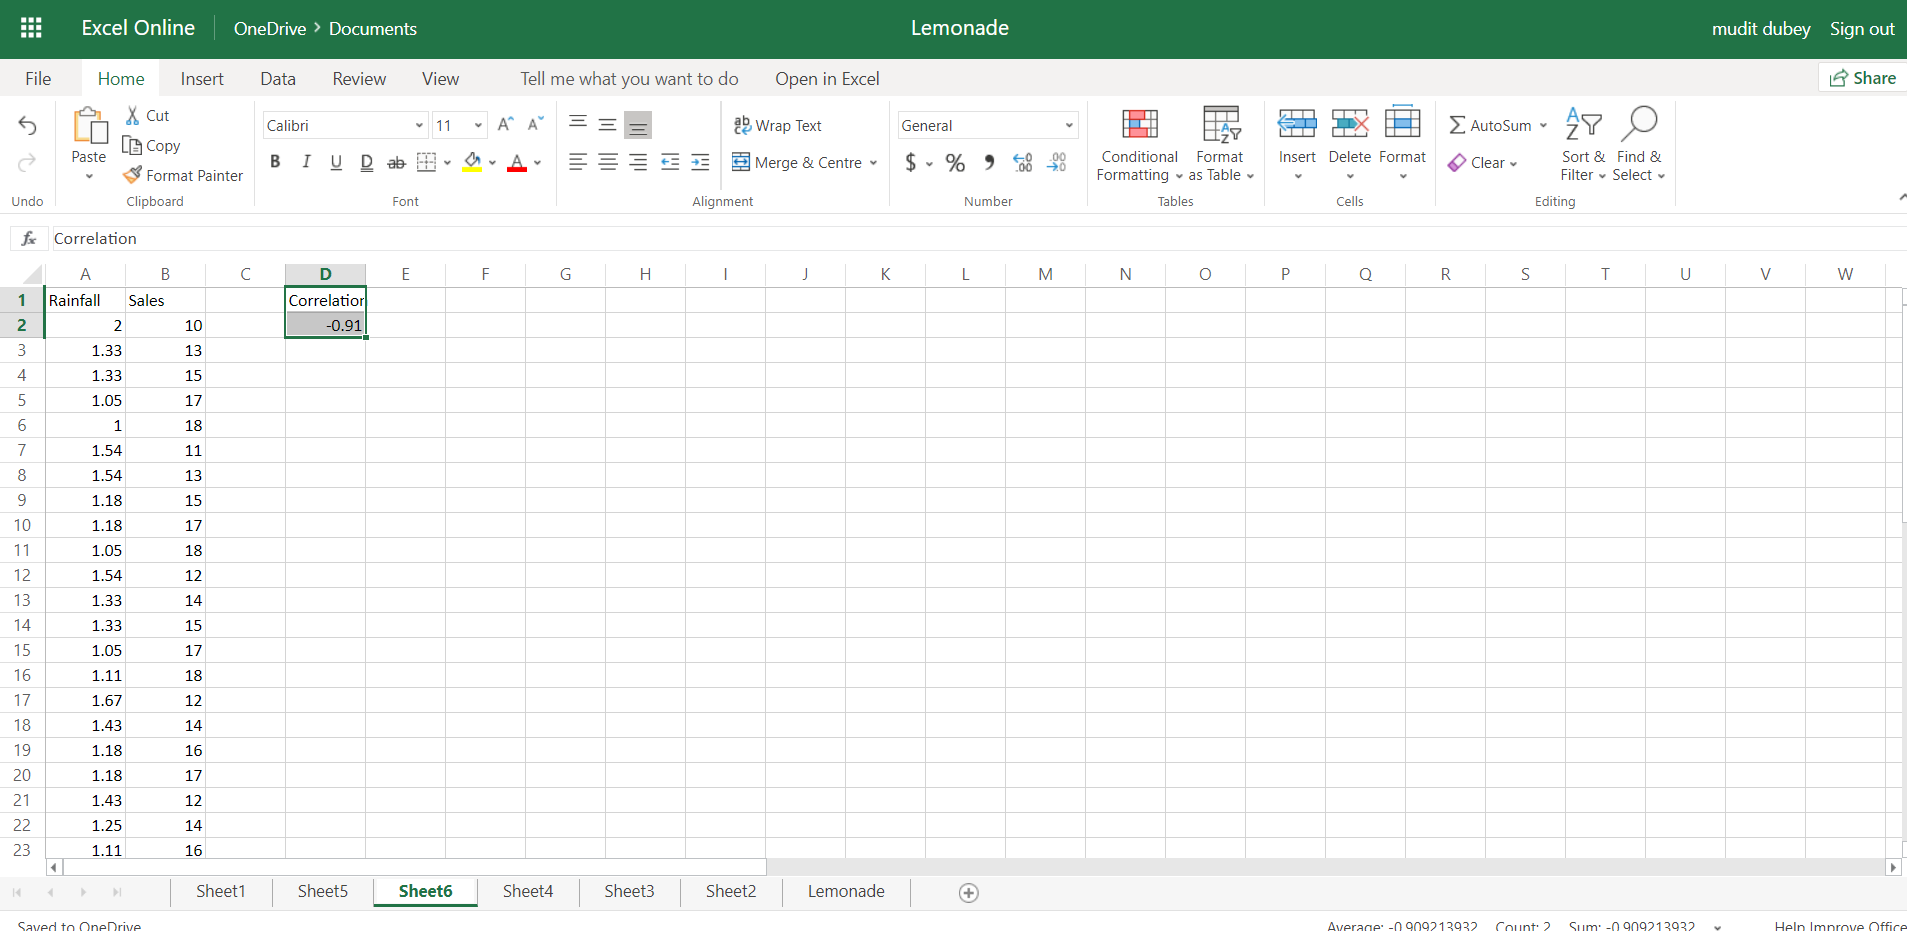 Excel Online OneDrive > Documents Lemonade mudit dubey Sign out
File Home Insert Data Review View Tell me what you want to do Open in Excel Share
Cut
Copy
Format Painter
Paste
Undo
Clipboard
Calibri 11
B I U D ab
Font
Wrap Text
Merge & Centre
Alignment
General
$ % , .00 .00
Number
Conditional Formatting
Format as Table
Tables
Insert Delete Format
Cells
AutoSum
Clear
Sort & Filter
Find & Select
Editing
fx Correlation
A B C D E F G H I J K L M N O P Q R S T U V W
1 Rainfall Sales Correlation
2 2 10 -0.91
3 1.33 13
4 1.33 15
5 1.05 17
6 1 18
7 1.54 11
8 1.54 13
9 1.18 15
10 1.18 17
11 1.05 18
12 1.54 12
13 1.33 14
14 1.33 15
15 1.05 17
16 1.11 18
17 1.67 12
18 1.43 14
19 1.18 16
20 1.18 17
21 1.43 12
22 1.25 14
23 1.11 16
Sheet1 Sheet5 Sheet6 Sheet4 Sheet3 Sheet2 Lemonade
Saved to OneDrive Average: -0.909213932 Count: 2 Sum: -0.909213932 Help Improve Office